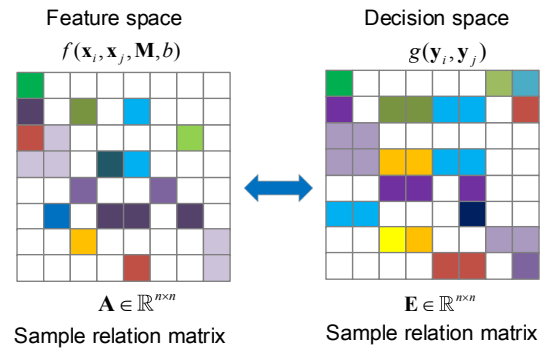 Feature space
Decision space
f(𝐱ᵢ, 𝐱ⱼ, 𝐌, b)
g(𝐲ᵢ, 𝐲ⱼ)
𝐀 ∈ ℝⁿˣⁿ
𝐄 ∈ ℝⁿˣⁿ
Sample relation matrix
Sample relation matrix